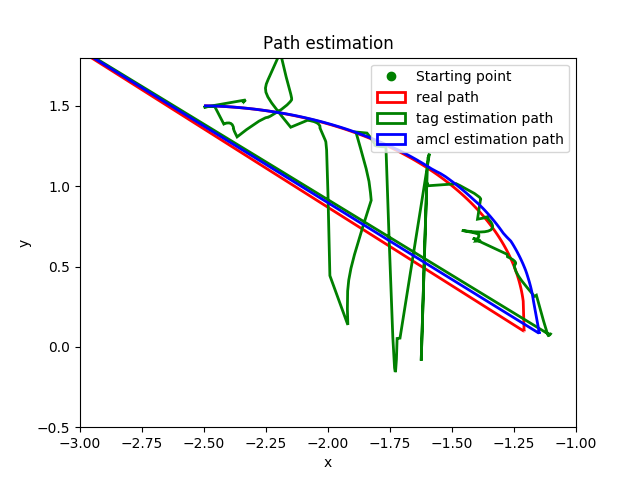 Path estimation
Starting point
real path
tag estimation path
amcl estimation path
y
1.5
1.0
0.5
0.0
−0.5
−3.00 −2.75 −2.50 −2.25 −2.00 −1.75 −1.50 −1.25 −1.00
x